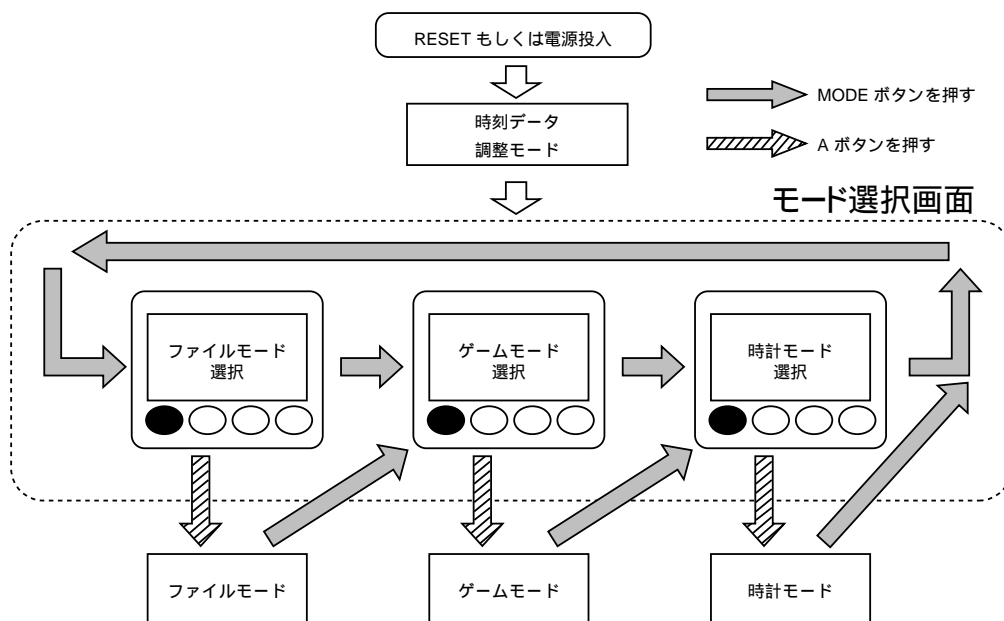 RESET もしくは電源投入
MODE ボタンを押す
時刻データ
調整モード
A ボタンを押す
モード選択画面
ファイルモード
選択
ゲームモード
選択
時計モード
選択
ファイルモード
ゲームモード
時計モード